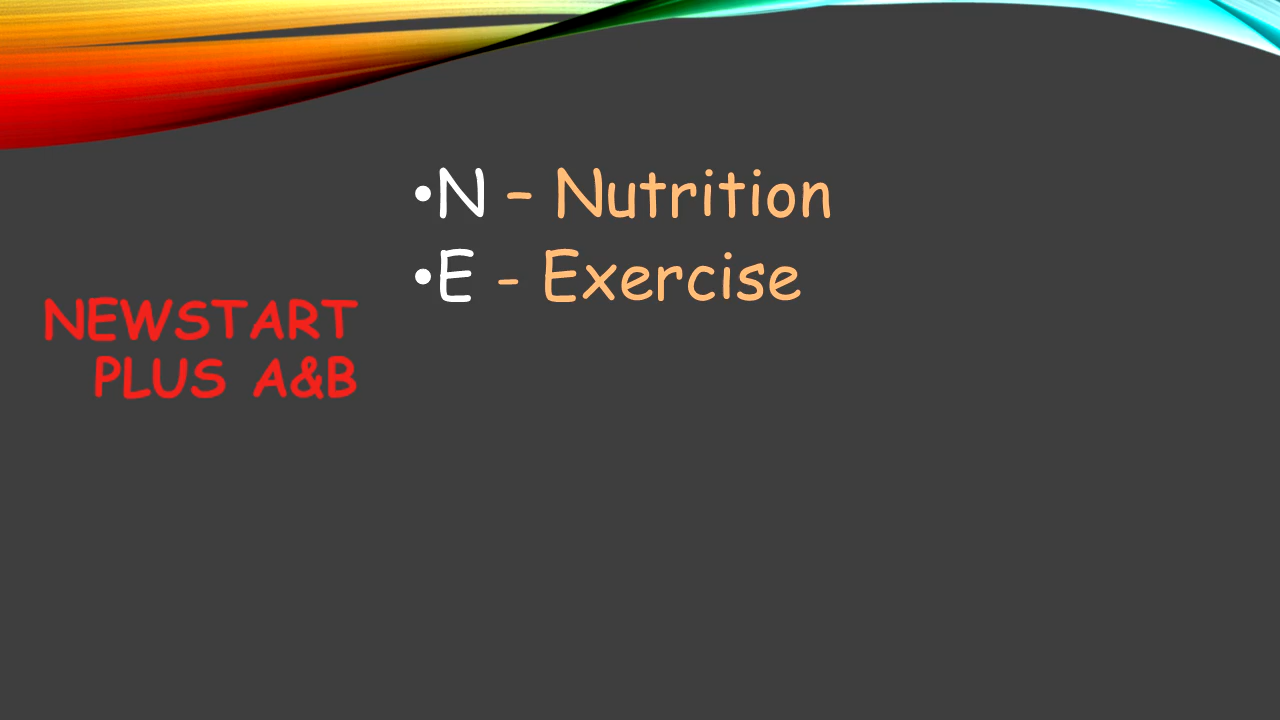 NEWSTART
PLUS A&B
•N – Nutrition
•E - Exercise